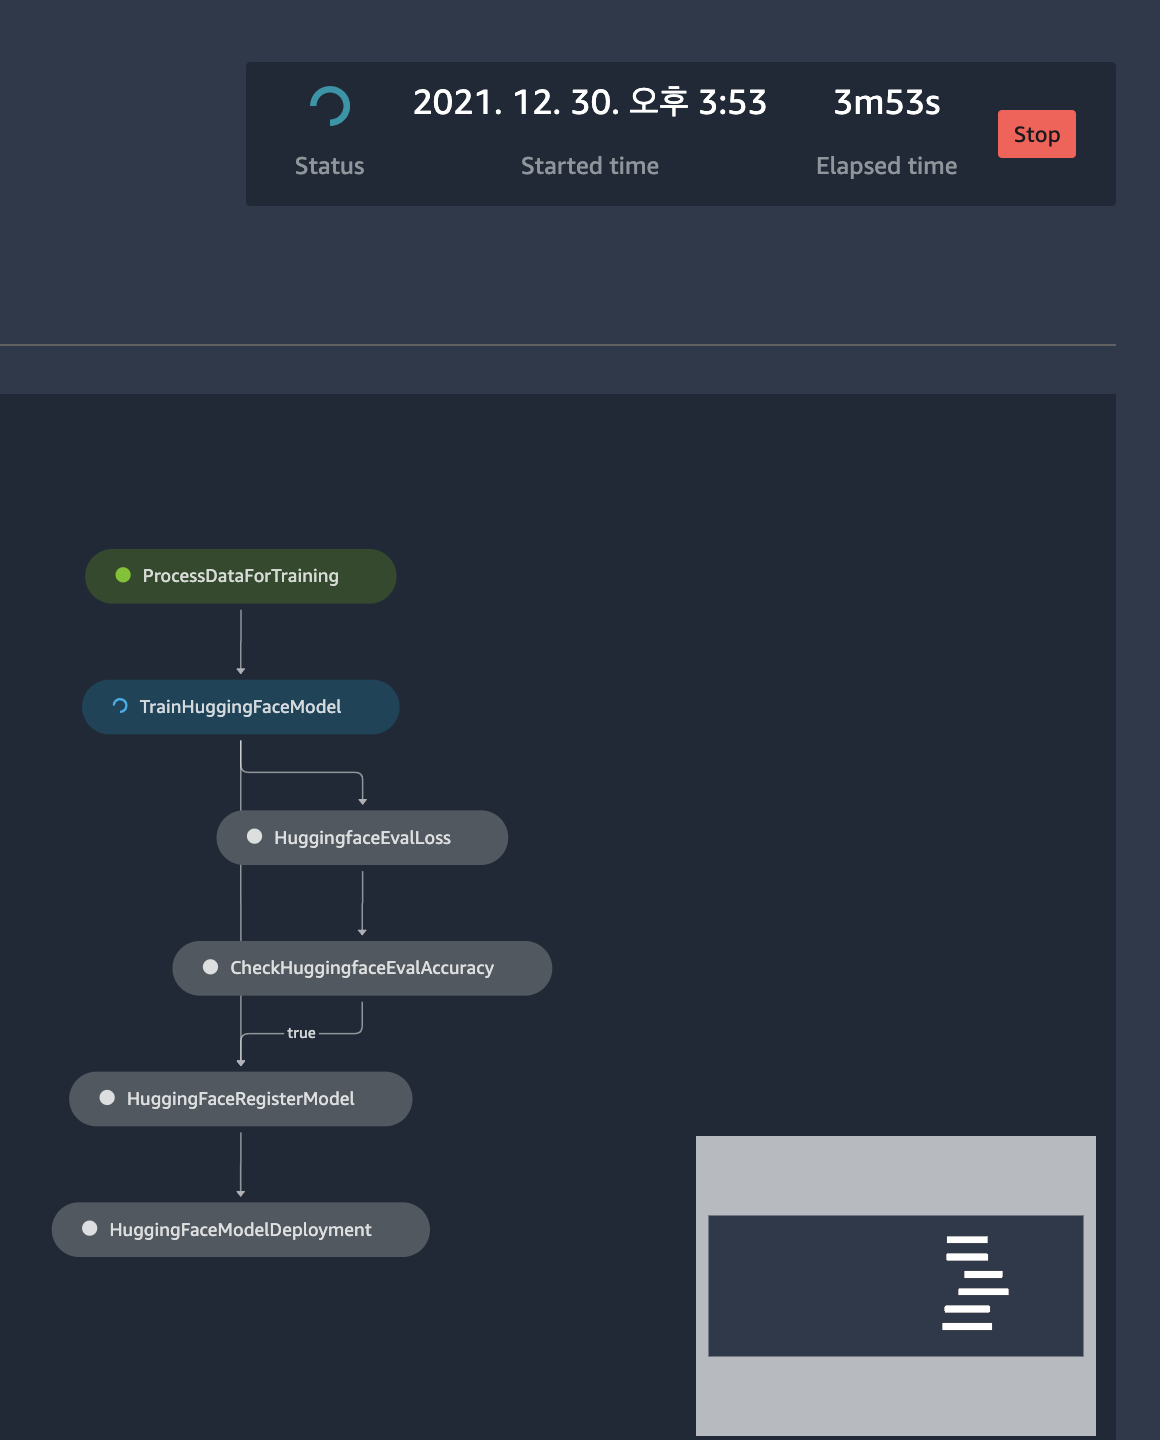 2021. 12. 30. 오후 3:53
3m53s
Stop
Status
Started time
Elapsed time
ProcessDataForTraining
TrainHuggingFaceModel
HuggingfaceEvalLoss
CheckHuggingfaceEvalAccuracy
true
HuggingFaceRegisterModel
HuggingFaceModelDeployment